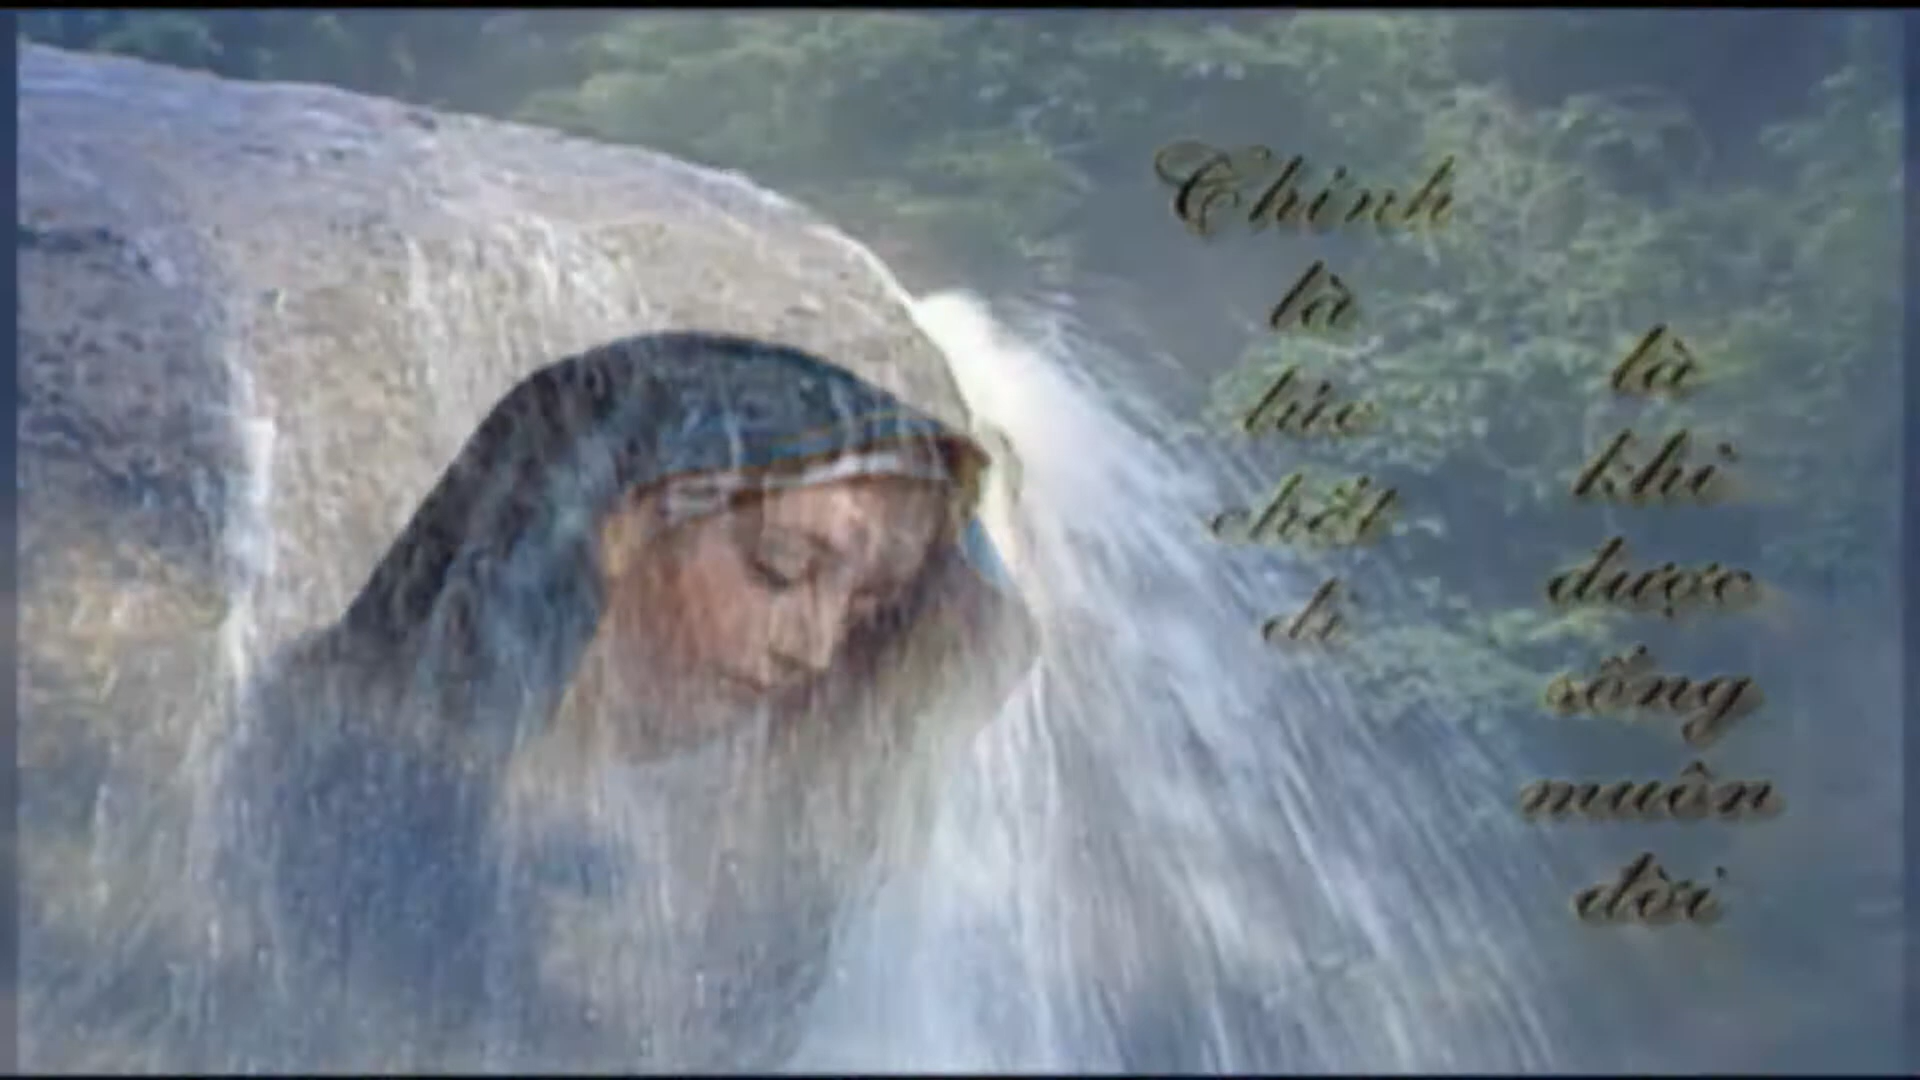 Chính
là
lúc
chết
đi
là
khi
được
sống
muôn
đời